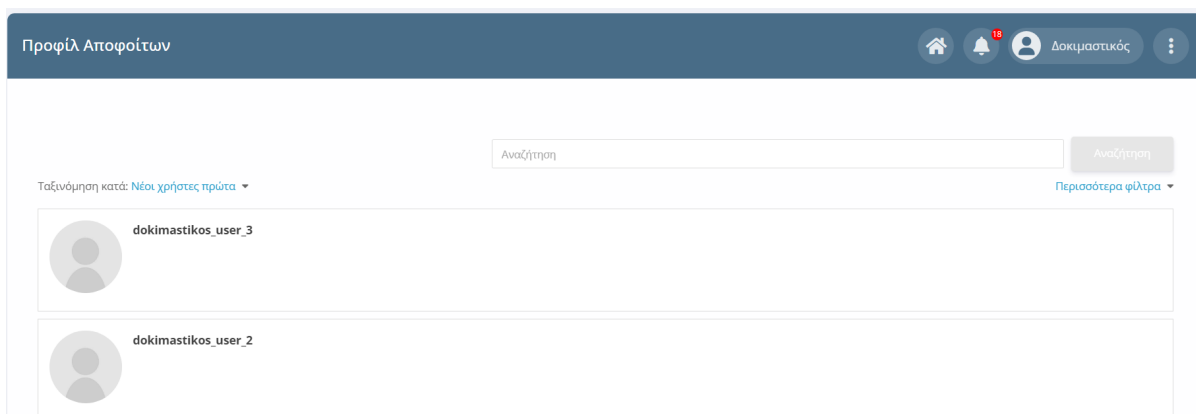 Προφίλ Αποφοίτων
18
Δοκιμαστικός
Αναζήτηση
Αναζήτηση
Ταξινόμηση κατά: Νέοι χρήστες πρώτα
Περισσότερα φίλτρα
dokimastikos_user_3
dokimastikos_user_2